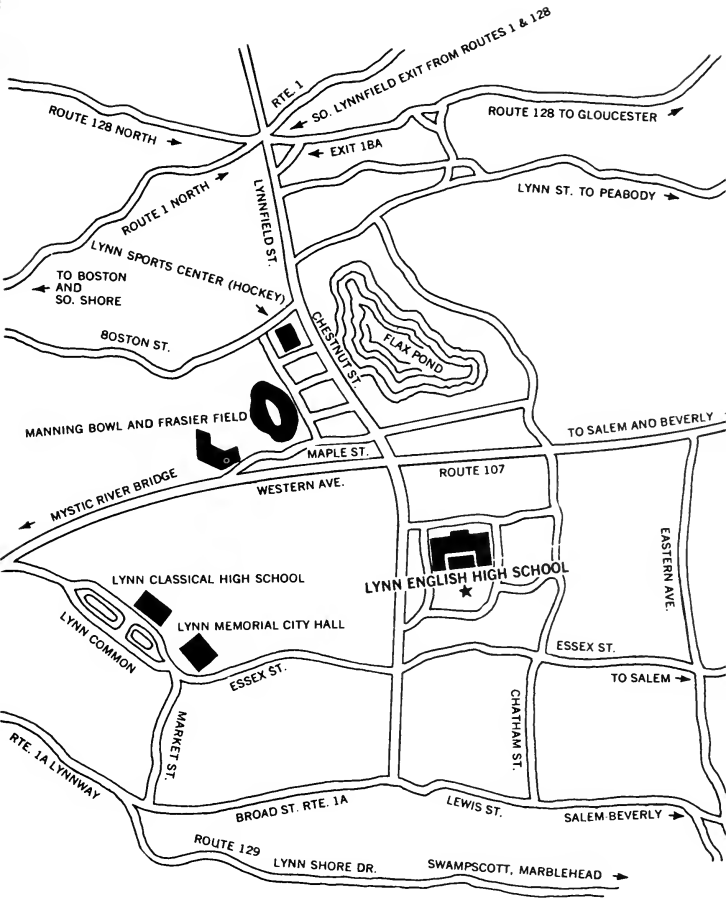 RTE. 1
SO. LYNNFIELD EXIT FROM ROUTES 1 & 128
ROUTE 128 NORTH
ROUTE 128 TO GLOUCESTER
EXIT 1BA
ROUTE 1 NORTH
LYNNFIELD ST.
LYNN ST. TO PEABODY
LYNN SPORTS CENTER (HOCKEY)
TO BOSTON
AND
SO. SHORE
BOSTON ST.
CHESTNUT ST.
FLAX POND
MANNING BOWL AND FRASIER FIELD
TO SALEM AND BEVERLY
MAPLE ST.
ROUTE 107
MYSTIC RIVER BRIDGE
WESTERN AVE.
EASTERN AVE.
LYNN CLASSICAL HIGH SCHOOL
LYNN ENGLISH HIGH SCHOOL
LYNN MEMORIAL CITY HALL
LYNN COMMON
ESSEX ST.
ESSEX ST.
TO SALEM
MARKET ST.
CHATHAM ST.
RTE. 1A LYNNWAY
BROAD ST. RTE. 1A
LEWIS ST.
SALEM-BEVERLY
ROUTE 129
LYNN SHORE DR.
SWAMPSCOTT, MARBLEHEAD